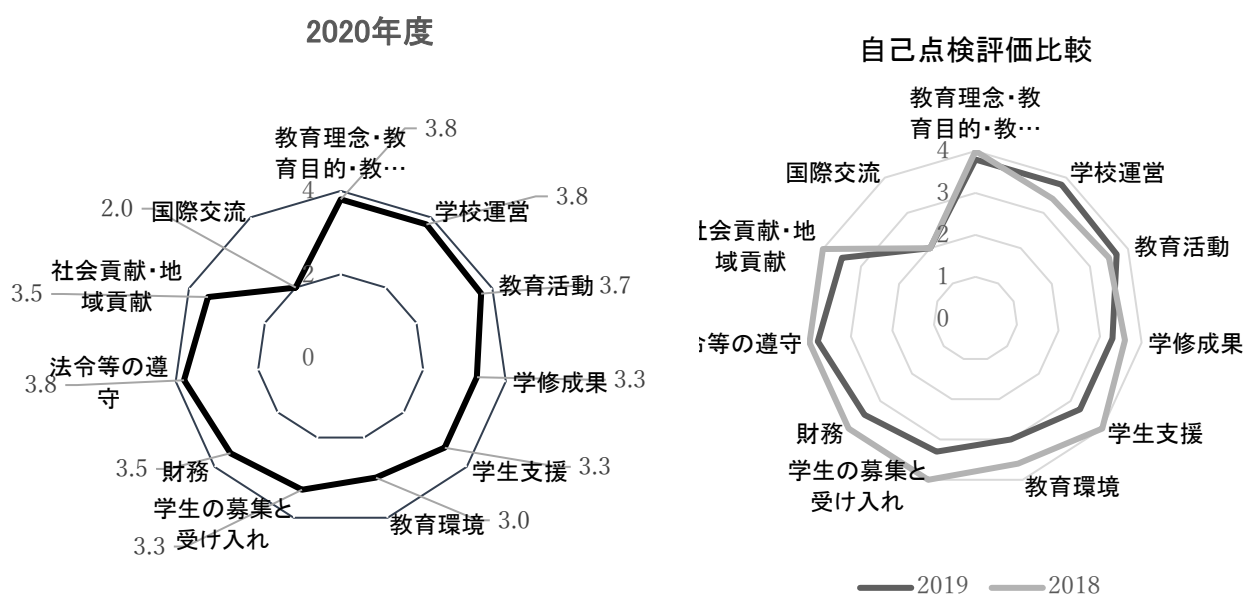 2020年度
教育理念・教
育目的・教…
3.8
4
学校運営
3.8
2.0
国際交流
2
教育活動
3.7
社会貢献・地
域貢献
3.5
0
法令等の遵
守
3.8
学修成果
3.3
財務
3.5
学生支援
3.3
学生の募集と
受け入れ
3.3
教育環境
3.0
自己点検評価比較
教育理念・教
育目的・教…
4
国際交流
学校運営
3
社会貢献・地
域貢献
2
教育活動
1
0
令等の遵守
学修成果
財務
学生支援
学生の募集と
受け入れ
教育環境
2019
2018